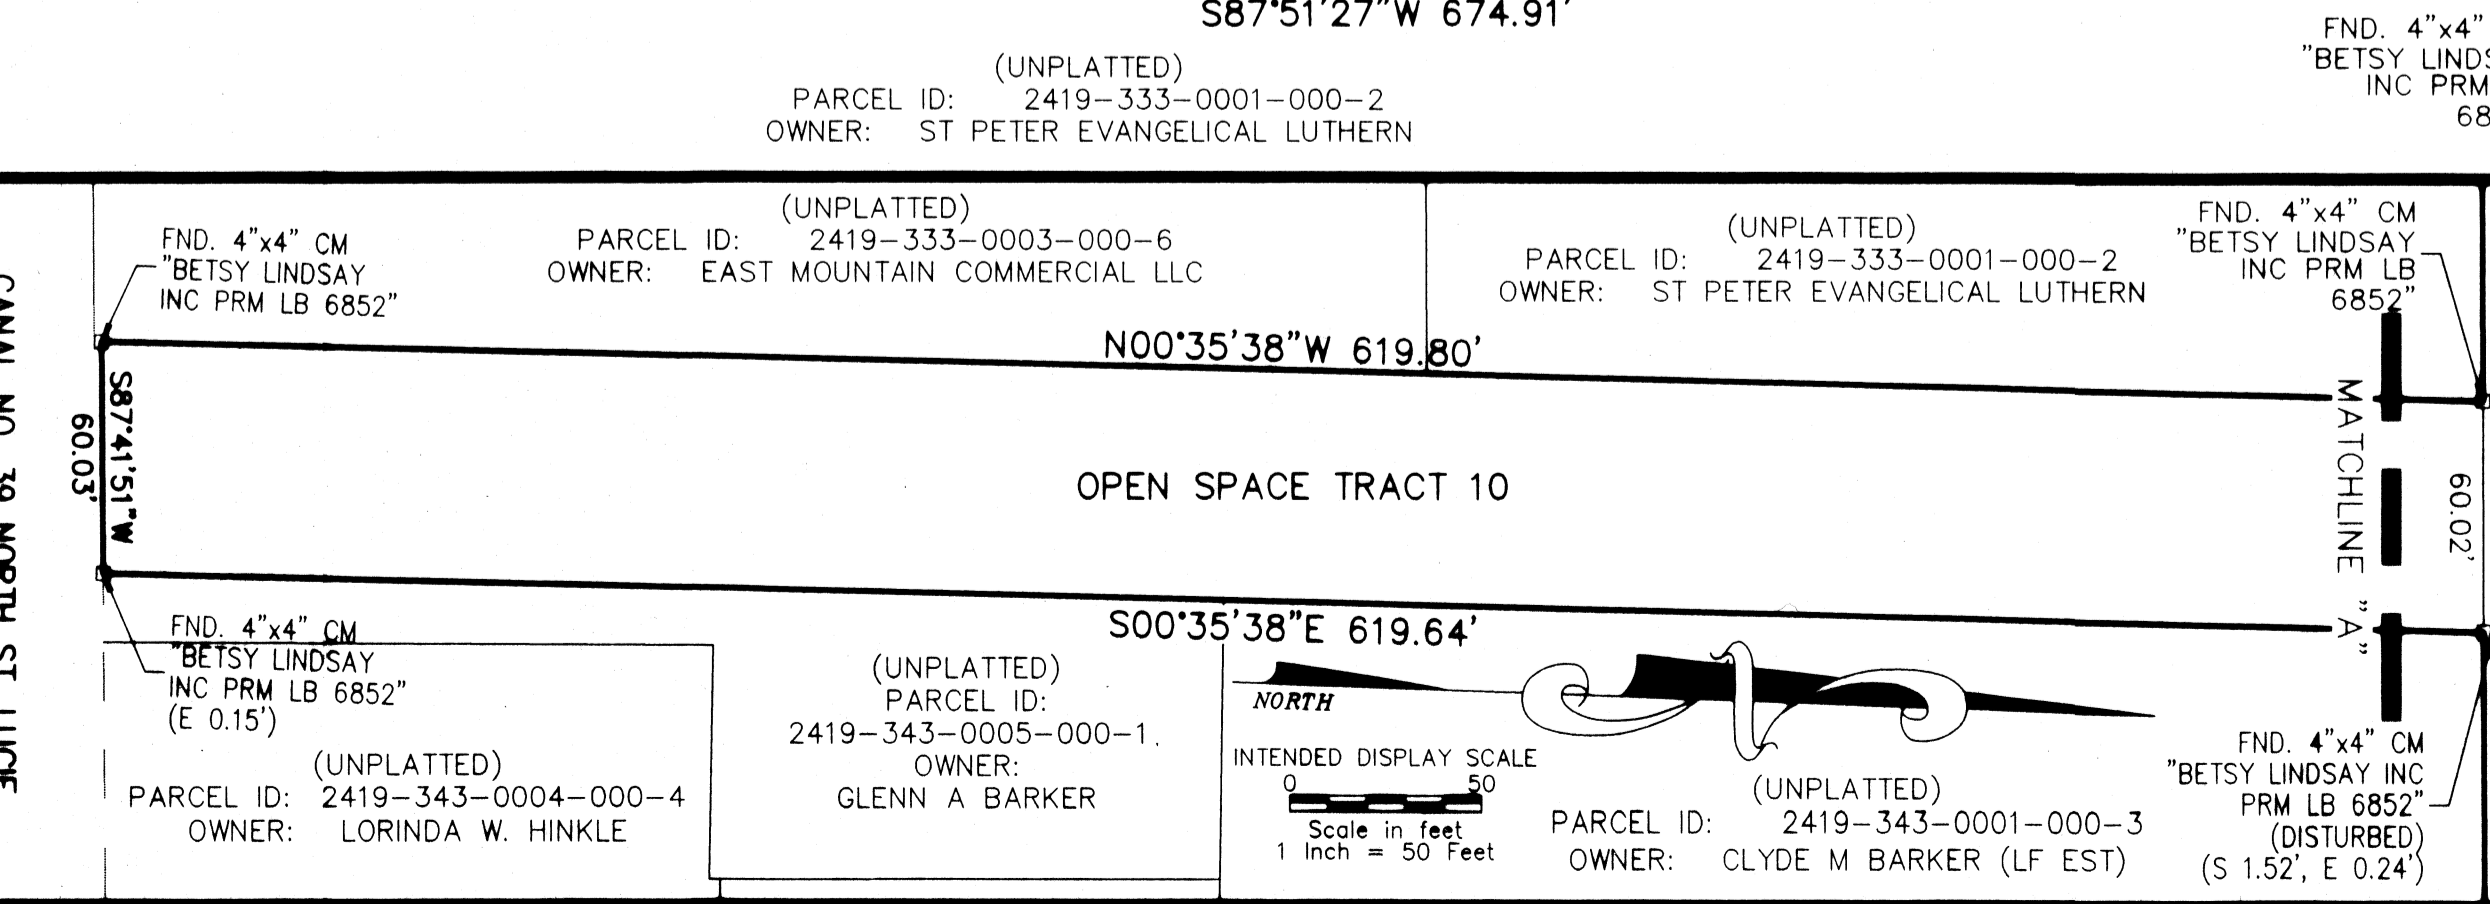 S87°51'27"W 674.91'
FND. 4"x4"
"BETSY
INC PRM
(UNPLATTED)
PARCEL ID: 2419-333-0001-000-2
OWNER: ST PETER EVANGELICAL LUTHERN
(UNPLATTED)
PARCEL ID: 2419-333-0003-000-6
OWNER: EAST MOUNTAIN COMMERCIAL LLC
FND. 4"x4" CM
"BETSY LINDSAY
INC PRM LB 6852"
(UNPLATTED)
PARCEL ID: 2419-333-0001-000-2
OWNER: ST PETER EVANGELICAL LUTHERN
FND. 4"x4" CM
"BETSY LINDSAY
INC PRM LB
6852"
N00°35'38"W 619.80'
CANAL NO 39 NORTH ST LUCIE
S87°41'51"W
60.03'
OPEN SPACE TRACT 10
MATCHLINE "A"
60.02'
S00°35'38"E 619.64'
FND. 4"x4" CM
"BETSY LINDSAY
INC PRM LB 6852"
(E 0.15')
(UNPLATTED)
PARCEL ID: 2419-343-0004-000-4
OWNER: LORINDA W. HINKLE
(UNPLATTED)
PARCEL ID:
2419-343-0005-000-1
OWNER:
GLENN A BARKER
NORTH
INTENDED DISPLAY SCALE
0 50
Scale in feet
1 Inch = 50 Feet
(UNPLATTED)
PARCEL ID: 2419-343-0001-000-3
OWNER: CLYDE M BARKER (LF EST)
FND. 4"x4" CM
"BETSY LINDSAY INC
PRM LB 6852"
(DISTURBED)
(S 1.52', E 0.24')